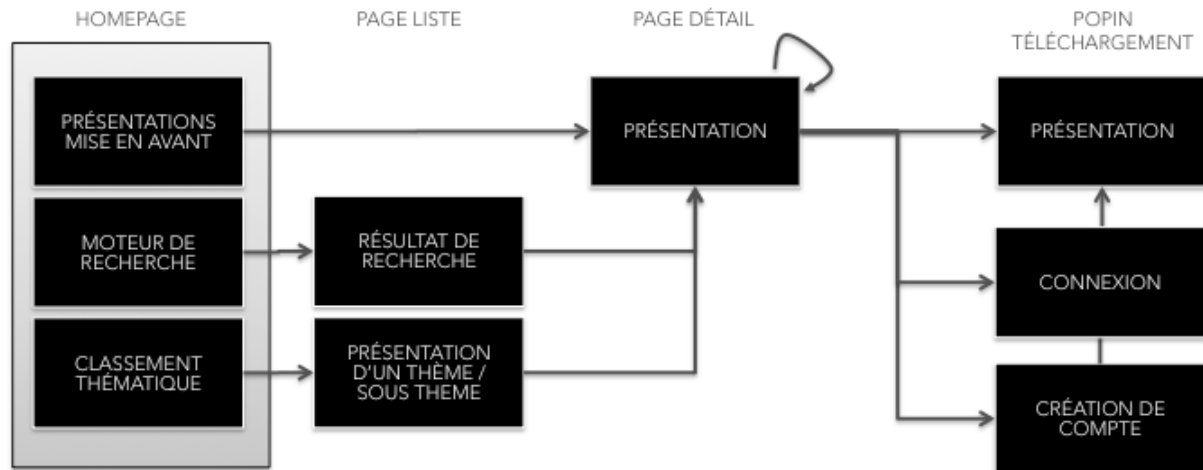 HOMEPAGE
PAGE LISTE
PAGE DÉTAIL
POPIN
TÉLÉCHARGEMENT
PRÉSENTATIONS
MISE EN AVANT
PRÉSENTATION
PRÉSENTATION
MOTEUR DE
RECHERCHE
RÉSULTAT DE
RECHERCHE
CONNEXION
CLASSEMENT
THÉMATIQUE
PRÉSENTATION
D'UN THÈME /
SOUS THEME
CRÉATION DE
COMPTE